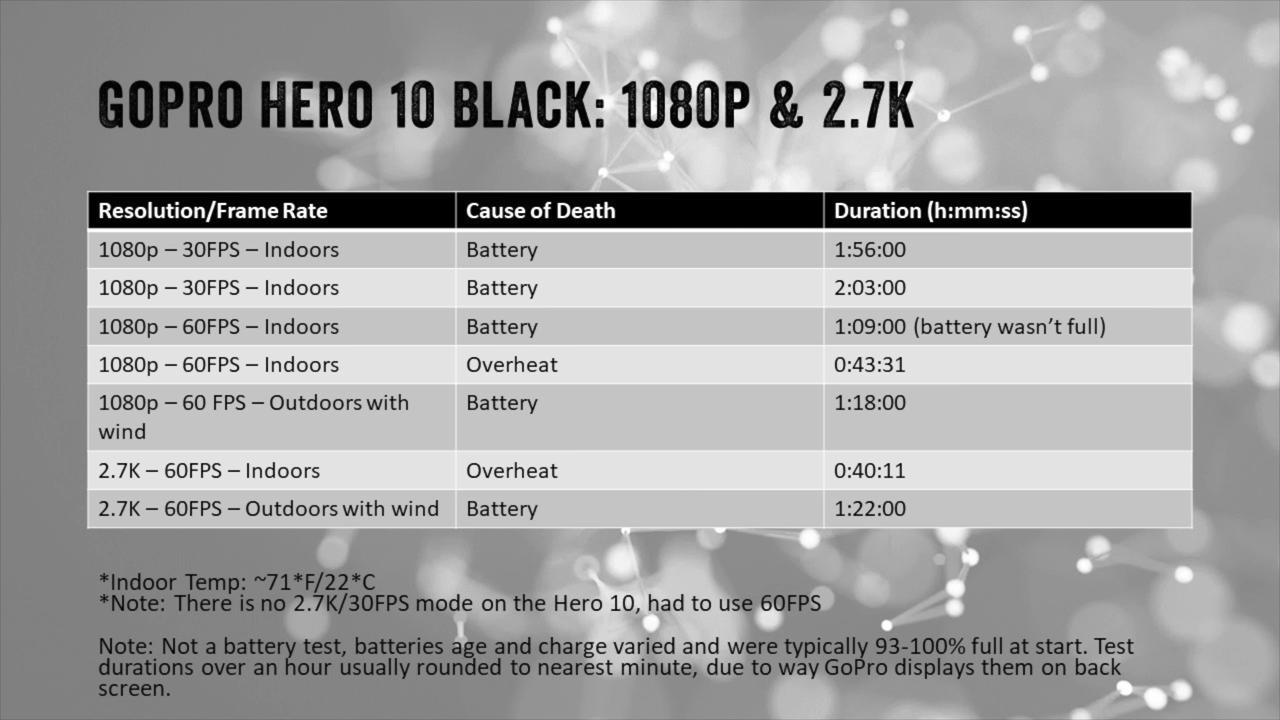 GOPRO HERO 10 BLACK: 1080P & 2.7K
Resolution/Frame Rate Cause of Death Duration (h:mm:ss)
1080p – 30FPS – Indoors Battery 1:56:00
1080p – 30FPS – Indoors Battery 2:03:00
1080p – 60FPS – Indoors Battery 1:09:00 (battery wasn't full)
1080p – 60FPS – Indoors Overheat 0:43:31
1080p – 60 FPS – Outdoors with Battery 1:18:00
wind
2.7K – 60FPS – Indoors Overheat 0:40:11
2.7K – 60FPS – Outdoors with wind Battery 1:22:00
*Indoor Temp: ~71*F/22*C
*Note: There is no 2.7K/30FPS mode on the Hero 10, had to use 60FPS
Note: Not a battery test, batteries age and charge varied and were typically 93-100% full at start. Test
durations over an hour usually rounded to nearest minute, due to way GoPro displays them on back
screen.